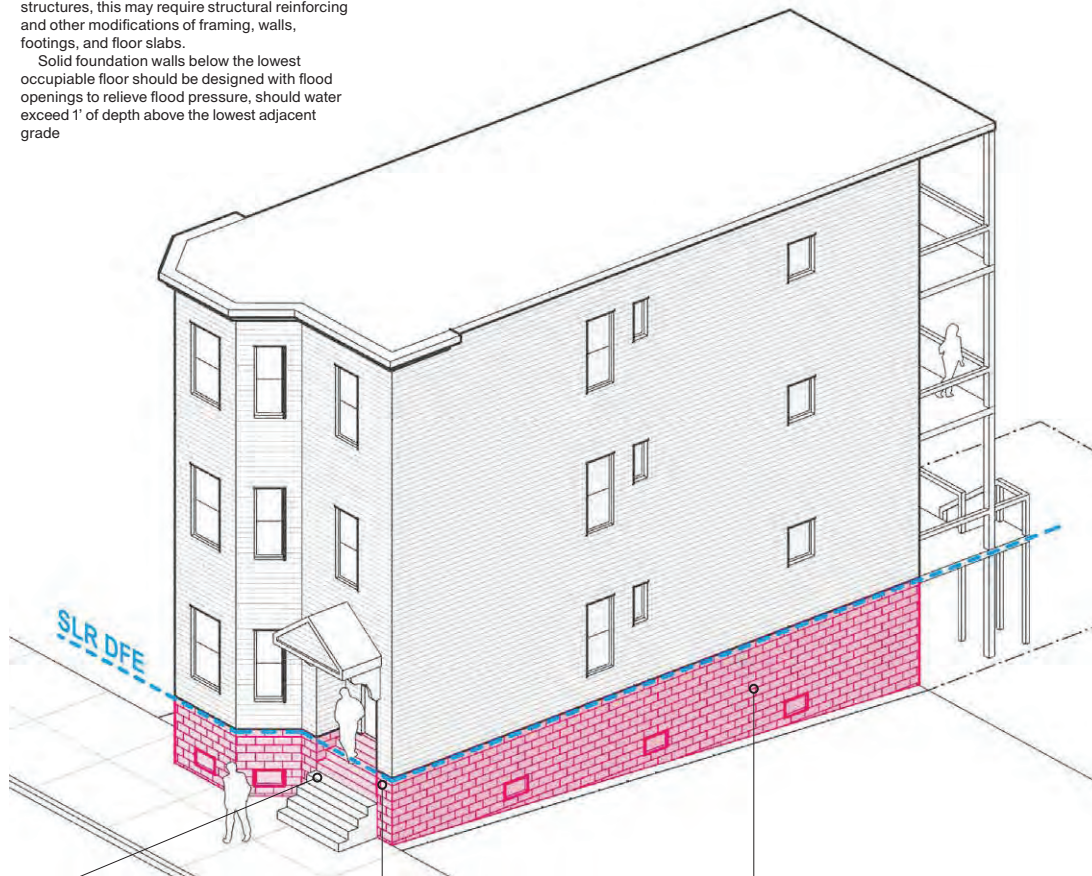 structures, this may require structural reinforcing
and other modifications of framing, walls,
footings, and floor slabs.
Solid foundation walls below the lowest
occupiable floor should be designed with flood
openings to relieve flood pressure, should water
exceed 1' of depth above the lowest adjacent
grade
SLR DFE